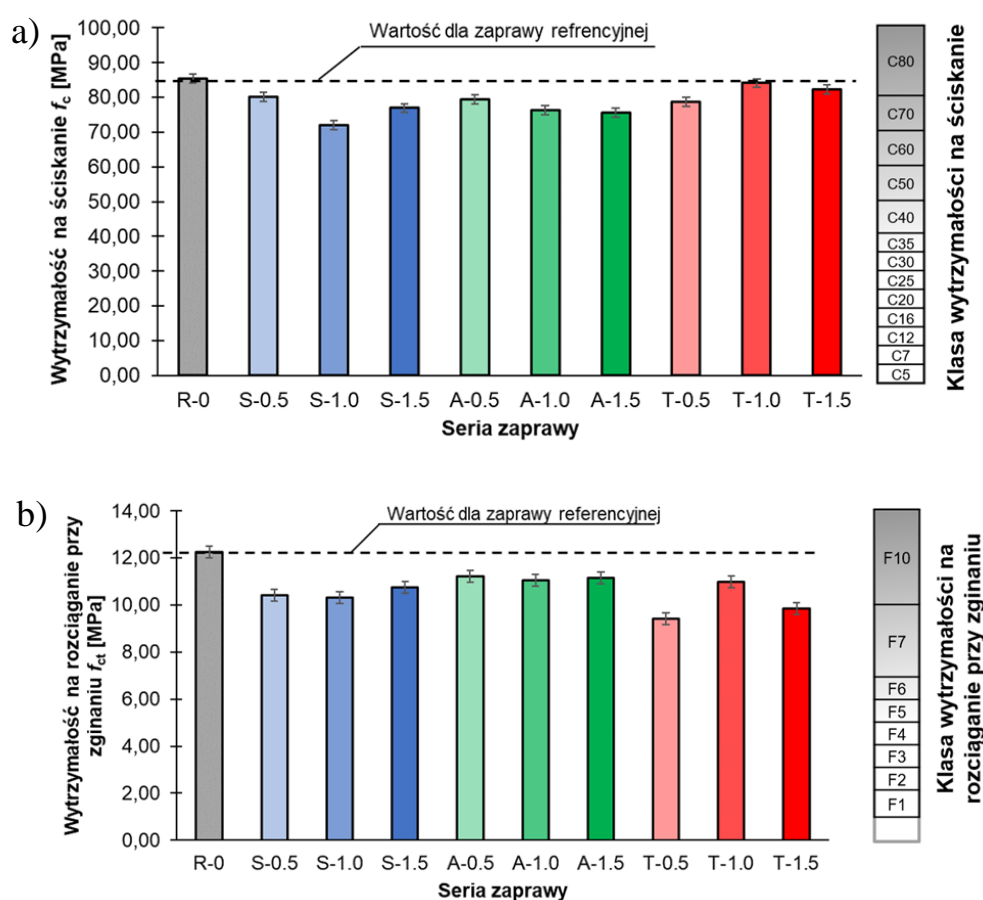 a)
Wartość dla zaprawy refrencyjnej
Wytrzymałość na ściskanie fc [MPa]
100,00
90,00
80,00
70,00
60,00
50,00
40,00
30,00
20,00
10,00
0,00
R-0 S-0.5 S-1.0 S-1.5 A-0.5 A-1.0 A-1.5 T-0.5 T-1.0 T-1.5
Seria zaprawy
C80
C70
C60
C50
C40
C35
C30
C25
C20
C16
C12
C7
C5
Klasa wytrzymałości na ściskanie
b)
Wartość dla zaprawy referencyjnej
Wytrzymałość na rozciąganie przy
zginaniu fct [MPa]
14,00
12,00
10,00
8,00
6,00
4,00
2,00
0,00
R-0 S-0.5 S-1.0 S-1.5 A-0.5 A-1.0 A-1.5 T-0.5 T-1.0 T-1.5
Seria zaprawy
F10
F7
F6
F5
F4
F3
F2
F1
Klasa wytrzymałości na
rozciąganie przy zginaniu